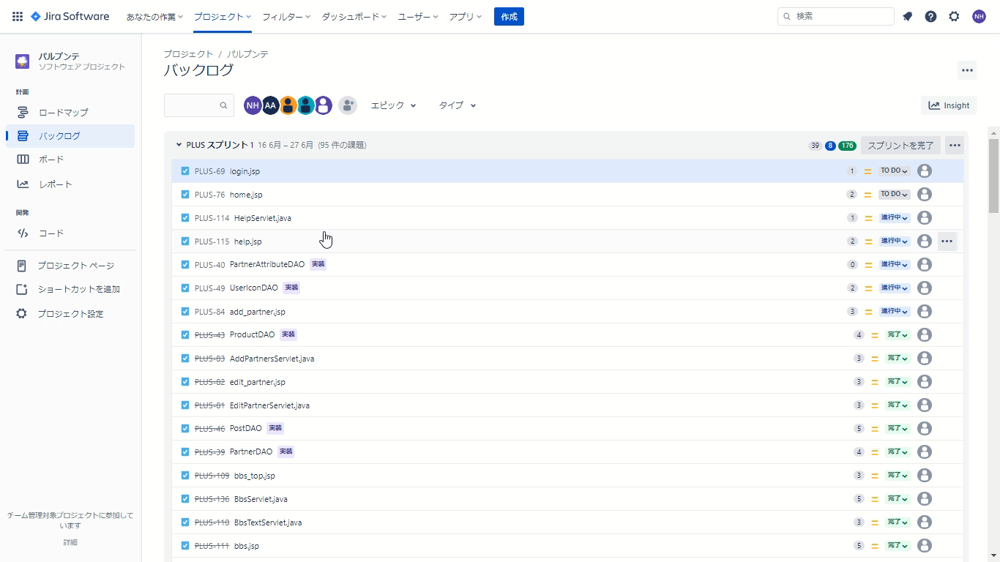 Jira Software あなたの作業 プロジェクト フィルター ダッシュボード ユーザー アプリ 作成 検索 NH
パルプンテ
ソフトウェア プロジェクト
計画
ロードマップ
バックログ
ボード
レポート
開発
コード
プロジェクト ページ
ショートカットを追加
プロジェクト設定
チーム管理対象プロジェクトに参加して
います
詳細
プロジェクト / パルプンテ
バックログ
NH AA エピック タイプ Insight
PLUS スプリント 1 16 6月 – 27 6月 (95 件の課題) 39 8 176 スプリントを完了
PLUS-69 login.jsp 1 TO DO
PLUS-76 home.jsp 2 TO DO
PLUS-114 HelpServlet.java 1 進行中
PLUS-115 help.jsp 2 進行中
PLUS-40 PartnerAttributeDAO 実装 0 進行中
PLUS-49 UserIconDAO 実装 2 進行中
PLUS-84 add_partner.jsp 3 進行中
PLUS-43 ProductDAO 実装 4 完了
PLUS-83 AddPartnersServlet.java 3 完了
PLUS-82 edit_partner.jsp 3 完了
PLUS-81 EditPartnerServlet.java 3 完了
PLUS-46 PostDAO 実装 5 完了
PLUS-39 PartnerDAO 実装 4 完了
PLUS-109 bbs_top.jsp 3 完了
PLUS-136 BbsServlet.java 5 完了
PLUS-110 BbsTextServlet.java 3 完了
PLUS-111 bbs.jsp 5 完了